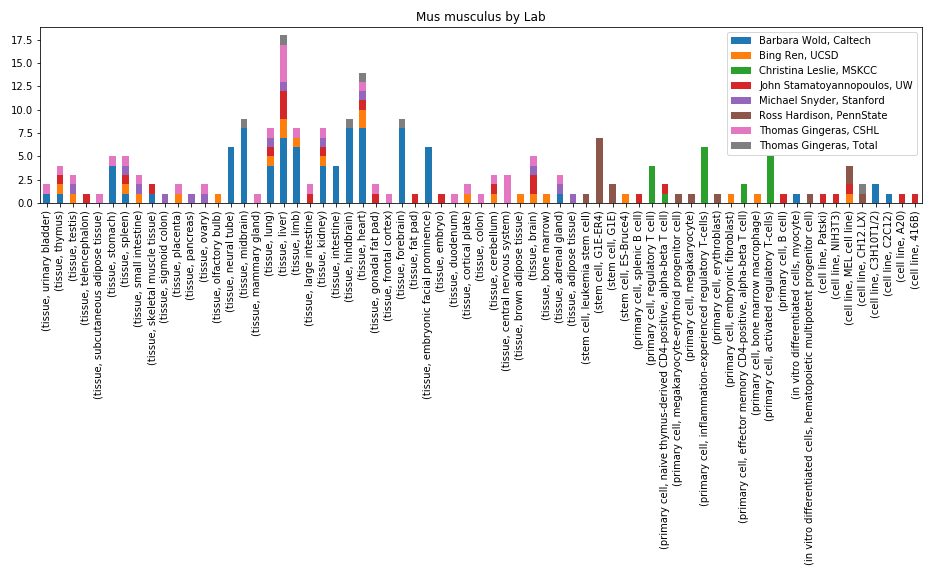 Mus musculus by Lab
17.5
15.0
12.5
10.0
7.5
5.0
2.5
0.0
Barbara Wold, Caltech
Bing Ren, UCSD
Christina Leslie, MSKCC
John Stamatoyannopoulos, UW
Michael Snyder, Stanford
Ross Hardison, PennState
Thomas Gingeras, CSHL
Thomas Gingeras, Total
(tissue, urinary bladder)
(tissue, thymus)
(tissue, testis)
(tissue, telencephalon)
(tissue, subcutaneous adipose tissue)
(tissue, stomach)
(tissue, spleen)
(tissue, small intestine)
(tissue, skeletal muscle tissue)
(tissue, sigmoid colon)
(tissue, placenta)
(tissue, pancreas)
(tissue, ovary)
(tissue, olfactory bulb)
(tissue, neural tube)
(tissue, midbrain)
(tissue, mammary gland)
(tissue, lung)
(tissue, liver)
(tissue, limb)
(tissue, large intestine)
(tissue, kidney)
(tissue, intestine)
(tissue, hindbrain)
(tissue, heart)
(tissue, gonadal fat pad)
(tissue, frontal cortex)
(tissue, forebrain)
(tissue, fat pad)
(tissue, embryonic facial prominence)
(tissue, embryo)
(tissue, duodenum)
(tissue, cortical plate)
(tissue, colon)
(tissue, cerebellum)
(tissue, central nervous system)
(tissue, brown adipose tissue)
(tissue, brain)
(tissue, bone marrow)
(tissue, adrenal gland)
(tissue, adipose tissue)
(stem cell, leukemia stem cell)
(stem cell, G1E-ER4)
(stem cell, G1E)
(stem cell, ES-Bruce4)
(primary cell, splenic B cell)
(primary cell, regulatory T cell)
(primary cell, naive thymus-derived CD4-positive, alpha-beta T cell)
(primary cell, megakaryocyte-erythroid progenitor cell)
(primary cell, megakaryocyte)
(primary cell, inflammation-experienced regulatory T-cells)
(primary cell, erythroblast)
(primary cell, embryonic fibroblast)
(primary cell, effector memory CD4-positive, alpha-beta T cell)
(primary cell, bone marrow macrophage)
(primary cell, activated regulatory T-cells)
(primary cell, B cell)
(in vitro differentiated cells, myocyte)
(in vitro differentiated cells, hematopoietic multipotent progenitor cell)
(cell line, Patski)
(cell line, NIH3T3)
(cell line, MEL cell line)
(cell line, CH12.LX)
(cell line, C3H10T1/2)
(cell line, C2C12)
(cell line, A20)
(cell line, 416B)